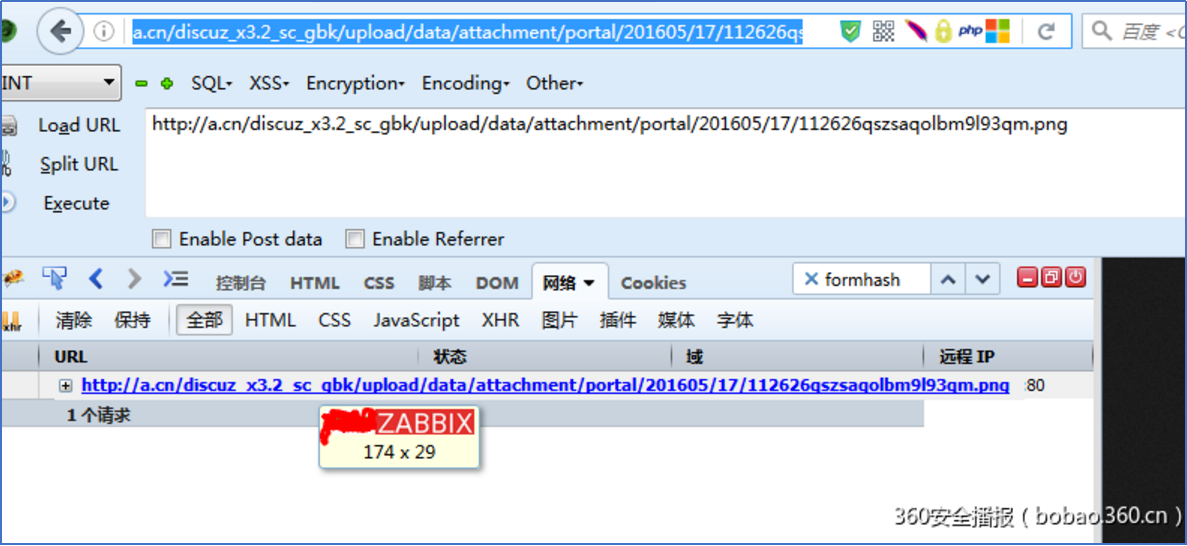 a.cn/discuz_x3.2_sc_gbk/upload/data/attachment/portal/201605/17/112626qs php 百度
INT SQL XSS Encryption Encoding Other
Load URL http://a.cn/discuz_x3.2_sc_gbk/upload/data/attachment/portal/201605/17/112626qszsaqolbm9l93qm.png
Split URL
Execute
Enable Post data Enable Referrer
控制台 HTML CSS 脚本 DOM 网络 Cookies formhash
xhr 清除 保持 全部 HTML CSS JavaScript XHR 图片 插件 媒体 字体
URL 状态 域 远程 IP
http://a.cn/discuz_x3.2_sc_gbk/upload/data/attachment/portal/201605/17/112626qszsaqolbm9l93qm.png :80
1 个请求
ZABBIX
174 x 29
360安全播报（bobao.360.cn）